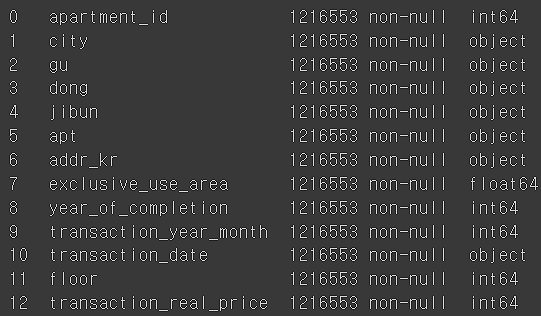 0 apartment_id 1216553 non-null int64
1 city 1216553 non-null object
2 gu 1216553 non-null object
3 dong 1216553 non-null object
4 jibun 1216553 non-null object
5 apt 1216553 non-null object
6 addr_kr 1216553 non-null object
7 exclusive_use_area 1216553 non-null float64
8 year_of_completion 1216553 non-null int64
9 transaction_year_month 1216553 non-null int64
10 transaction_date 1216553 non-null object
11 floor 1216553 non-null int64
12 transaction_real_price 1216553 non-null int64